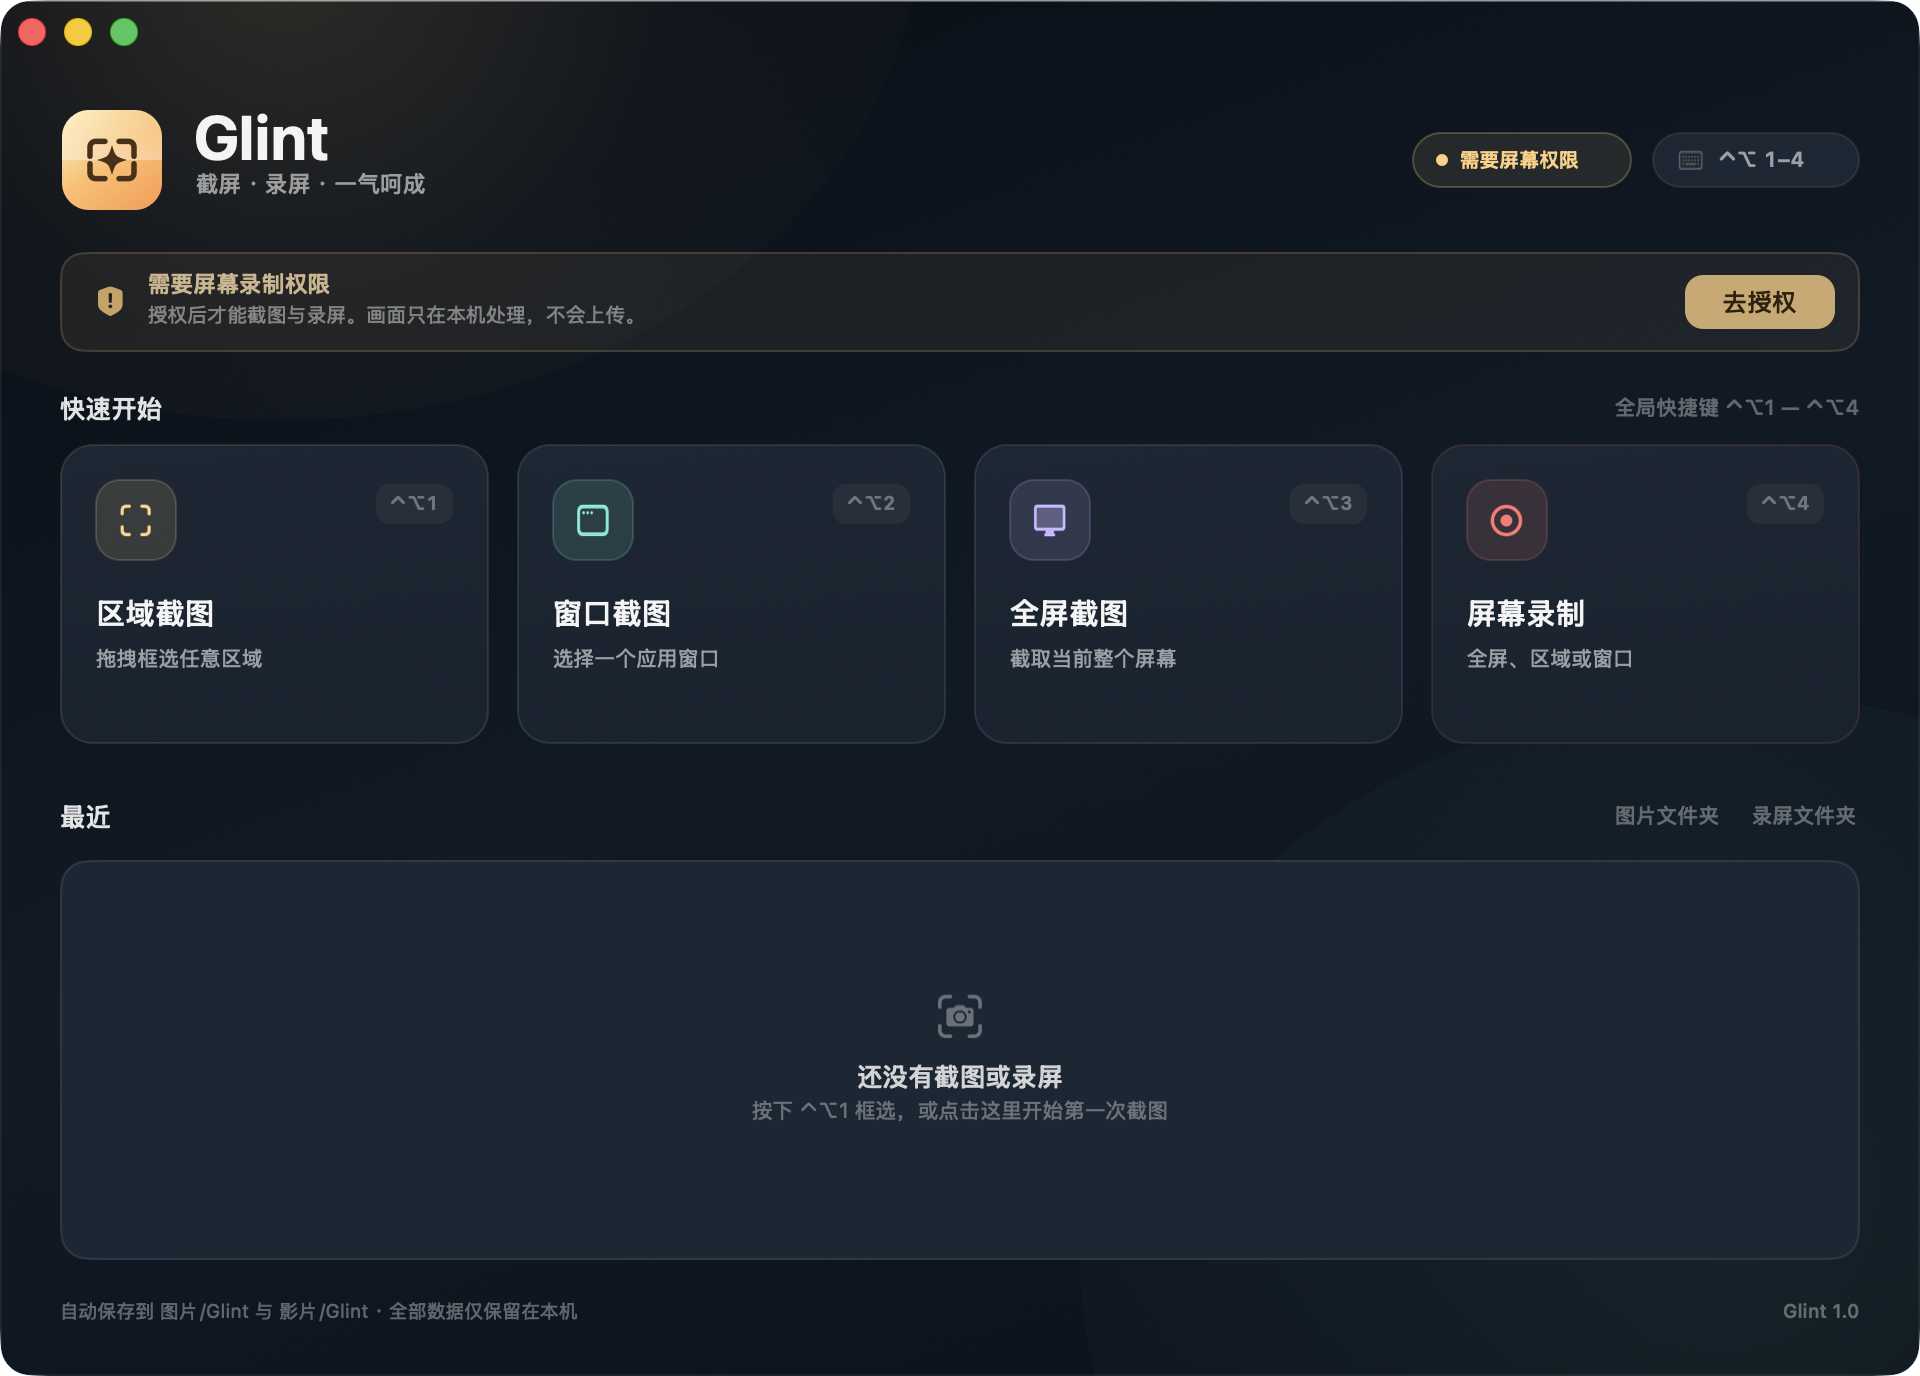 Glint
截屏 · 录屏 · 一气呵成
需要屏幕权限
⌃⌥ 1–4
需要屏幕录制权限
授权后才能截图与录屏。画面只在本机处理，不会上传。
去授权
快速开始
全局快捷键 ⌃⌥1 — ⌃⌥4
⌃⌥1
区域截图
拖拽框选任意区域
⌃⌥2
窗口截图
选择一个应用窗口
⌃⌥3
全屏截图
截取当前整个屏幕
⌃⌥4
屏幕录制
全屏、区域或窗口
最近
图片文件夹
录屏文件夹
还没有截图或录屏
按下 ⌃⌥1 框选，或点击这里开始第一次截图
自动保存到 图片/Glint 与 影片/Glint · 全部数据仅保留在本机
Glint 1.0